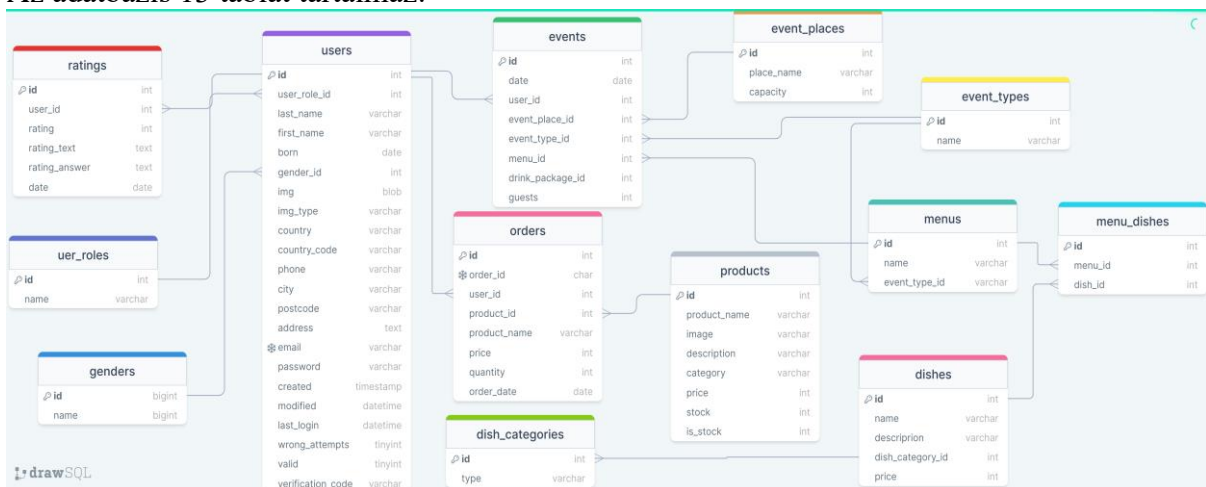 Az adatbázis 13 táblát tartalmaz.
ratings
id int
user_id int
rating int
rating_text text
rating_answer text
date date
uer_roles
id int
name varchar
genders
id bigint
name bigint
drawSQL
users
id int
user_role_id int
last_name varchar
first_name varchar
born date
gender_id int
img blob
img_type varchar
country varchar
country_code varchar
phone varchar
city varchar
postcode varchar
address text
email varchar
password varchar
created timestamp
modified datetime
last_login datetime
wrong_attempts tinyint
valid tinyint
verification_code varchar
events
id int
date date
user_id int
event_place_id int
event_type_id int
menu_id int
drink_package_id int
guests int
orders
id int
order_id char
user_id int
product_id int
product_name varchar
price int
quantity int
order_date date
dish_categories
id int
type varchar
event_places
id int
place_name varchar
capacity int
products
id int
product_name varchar
image varchar
description varchar
category varchar
price int
stock int
is_stock int
event_types
id int
name varchar
menus
id int
name varchar
event_type_id varchar
menu_dishes
id int
menu_id int
dish_id int
dishes
id int
name varchar
descriprion varchar
dish_category_id int
price int